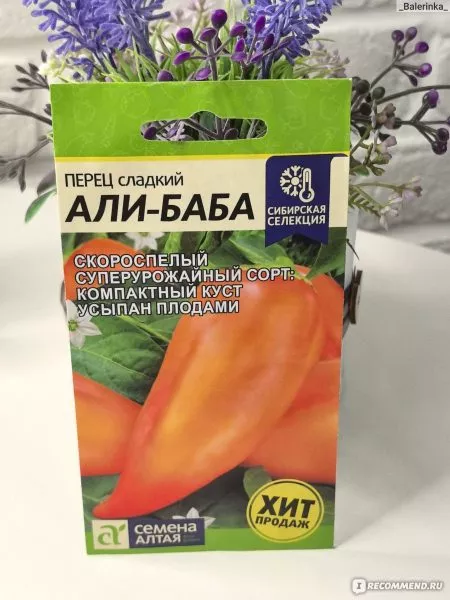 _Balerinka_
ПЕРЕЦ сладкий
АЛИ-БАБА
СИБИРСКАЯ
СЕЛЕКЦИЯ
СКОРОСПЕЛЫЙ
СУПЕРУРОЖАЙНЫЙ СОРТ:
КОМПАКТНЫЙ КУСТ
УСЫПАН ПЛОДАМИ
ХИТ
ПРОДАЖ
семена
АЛТАЯ
IRECOMMEND.RU